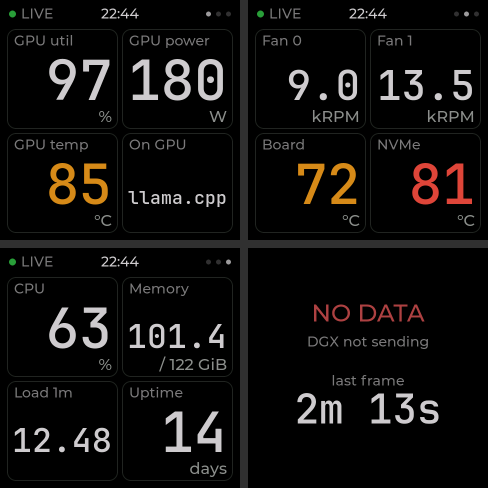 LIVE 22:44
GPU util GPU power
97 180
% W
GPU temp On GPU
85 llama.cpp
°C
LIVE 22:44
Fan 0 Fan 1
9.0 13.5
kRPM kRPM
Board NVMe
72 81
°C °C
LIVE 22:44
CPU Memory
63 101.4
% / 122 GiB
Load 1m Uptime
12.48 14
days
NO DATA
DGX not sending
last frame
2m 13s